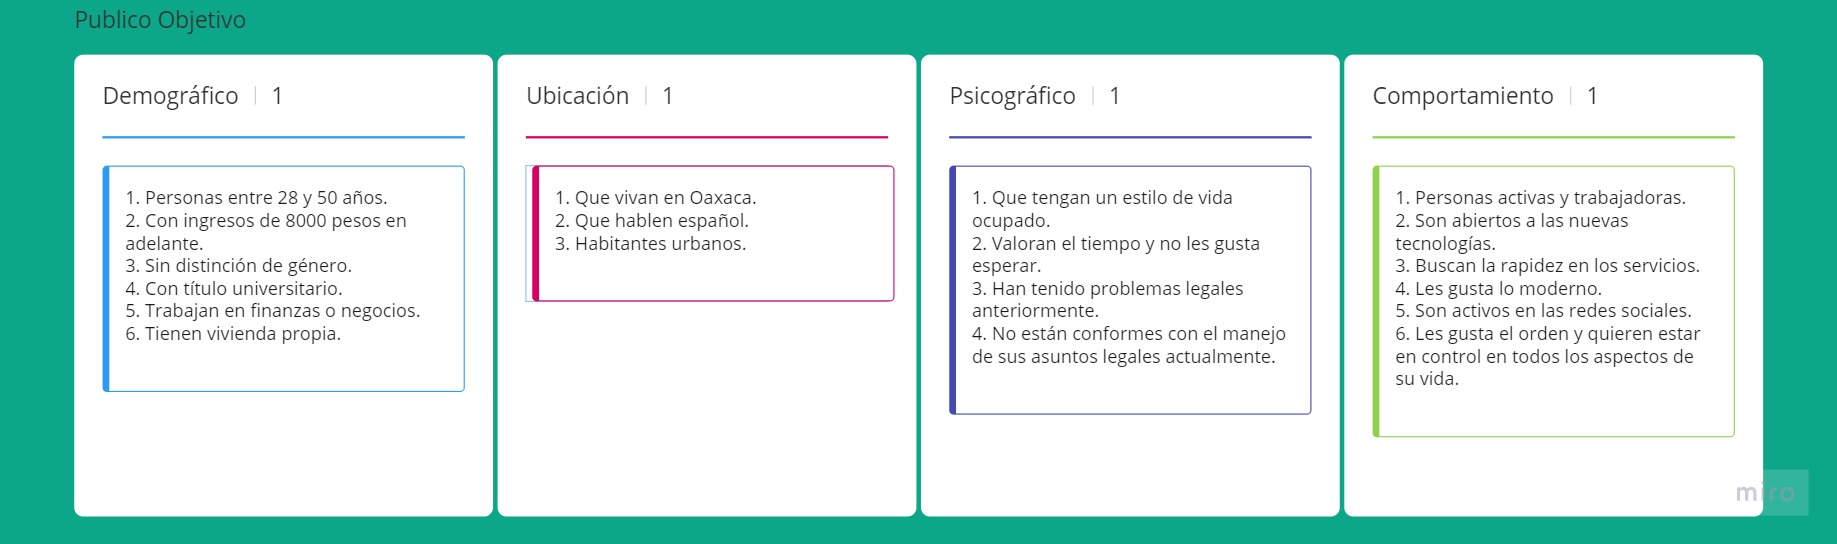 Publico Objetivo
Demográfico | 1
1. Personas entre 28 y 50 años.
2. Con ingresos de 8000 pesos en
adelante.
3. Sin distinción de género.
4. Con título universitario.
5. Trabajan en finanzas o negocios.
6. Tienen vivienda propia.
Ubicación | 1
1. Que vivan en Oaxaca.
2. Que hablen español.
3. Habitantes urbanos.
Psicográfico | 1
1. Que tengan un estilo de vida
ocupado.
2. Valoran el tiempo y no les gusta
esperar.
3. Han tenido problemas legales
anteriormente.
4. No están conformes con el manejo
de sus asuntos legales actualmente.
Comportamiento | 1
1. Personas activas y trabajadoras.
2. Son abiertos a las nuevas
tecnologías.
3. Buscan la rapidez en los servicios.
4. Les gusta lo moderno.
5. Son activos en las redes sociales.
6. Les gusta el orden y quieren estar
en control en todos los aspectos de
su vida.
miro